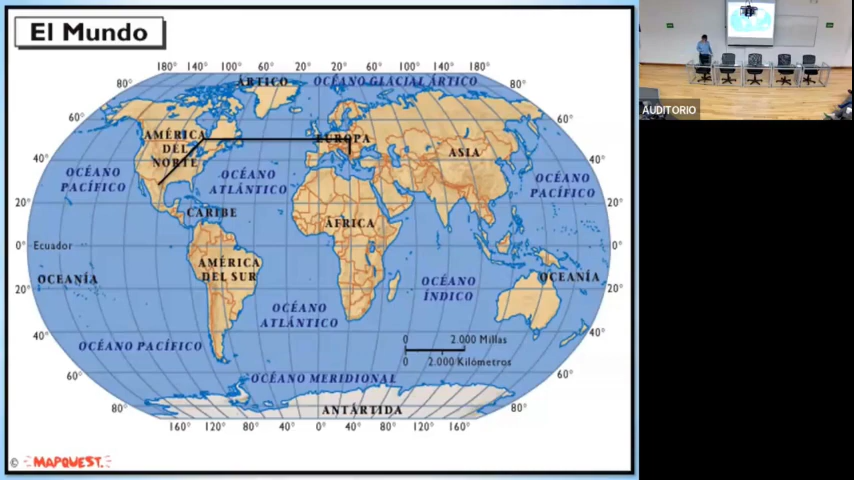 El Mundo
180° 140° 100° 60° 20° 20° 60° 100° 140° 180°
80° ÁRTICO OCÉANO GLACIAL ÁRTICO 80°
60° 60°
AMÉRICA
DEL
NORTE
EUROPA
ASIA
40° 40°
OCÉANO
PACÍFICO
OCÉANO
ATLÁNTICO
OCÉANO
PACÍFICO
20° 20°
CARIBE
ÁFRICA
0° Ecuador 0°
AMÉRICA
DEL SUR
OCEANÍA
OCÉANO
ÍNDICO
OCEANÍA
20° 20°
OCÉANO
ATLÁNTICO
40° 40°
OCÉANO PACÍFICO
0 2.000 Millas
0 2.000 Kilómetros
60° 60°
OCÉANO MERIDIONAL
80° 80°
ANTÁRTIDA
160° 120° 80° 40° 0° 40° 80° 120° 160°
© MAPQUEST.
AUDITORIO